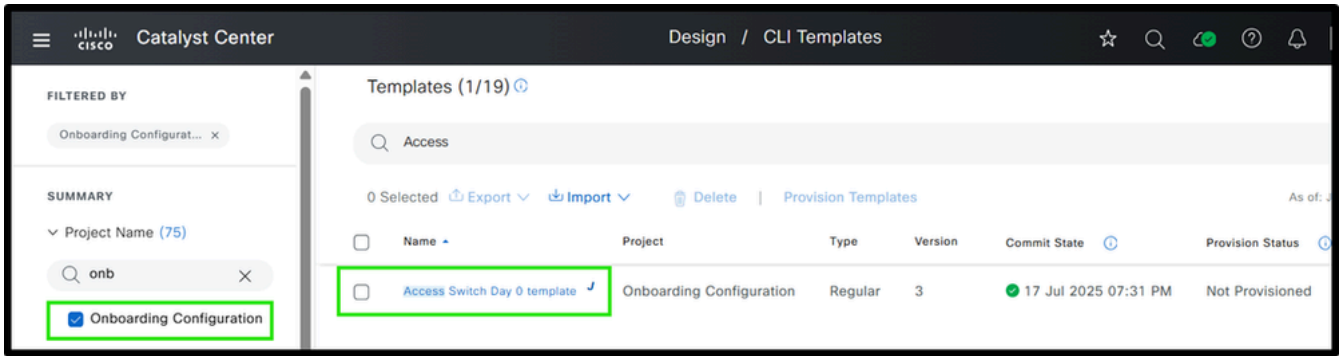 CISCO Catalyst Center
Design / CLI Templates
FILTERED BY
Onboarding Configurat... ×
SUMMARY
Project Name (75)
onb
Onboarding Configuration
Templates (1/19)
Access
0 Selected Export Import Delete | Provision Templates
As of:
Name Project Type Version Commit State Provision Status
Access Switch Day 0 template J Onboarding Configuration Regular 3 17 Jul 2025 07:31 PM Not Provisioned